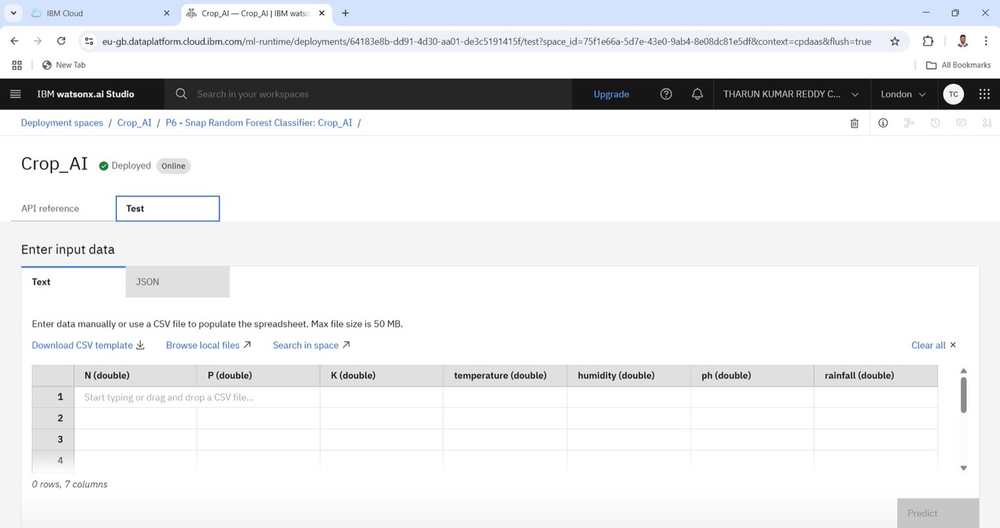 IBM Cloud
Crop_AI — Crop_AI | IBM watso
eu-gb.dataplatform.cloud.ibm.com/ml-runtime/deployments/64183e8b-dd91-4d30-aa01-de3c5191415f/test?space_id=75f1e66a-5d7e-43e0-9ab4-8e08dc81e5df&context=cpdaas&flush=true
New Tab
All Bookmarks
IBM watsonx.ai Studio
Search in your workspaces
Upgrade
THARUN KUMAR REDDY C...
London
TC
Deployment spaces / Crop_AI / P6 - Snap Random Forest Classifier: Crop_AI /
Crop_AI
Deployed
Online
API reference
Test
Enter input data
Text
JSON
Enter data manually or use a CSV file to populate the spreadsheet. Max file size is 50 MB.
Download CSV template
Browse local files
Search in space
Clear all
N (double) P (double) K (double) temperature (double) humidity (double) ph (double) rainfall (double)
1 Start typing or drag and drop a CSV file...
2
3
4
0 rows, 7 columns
Predict